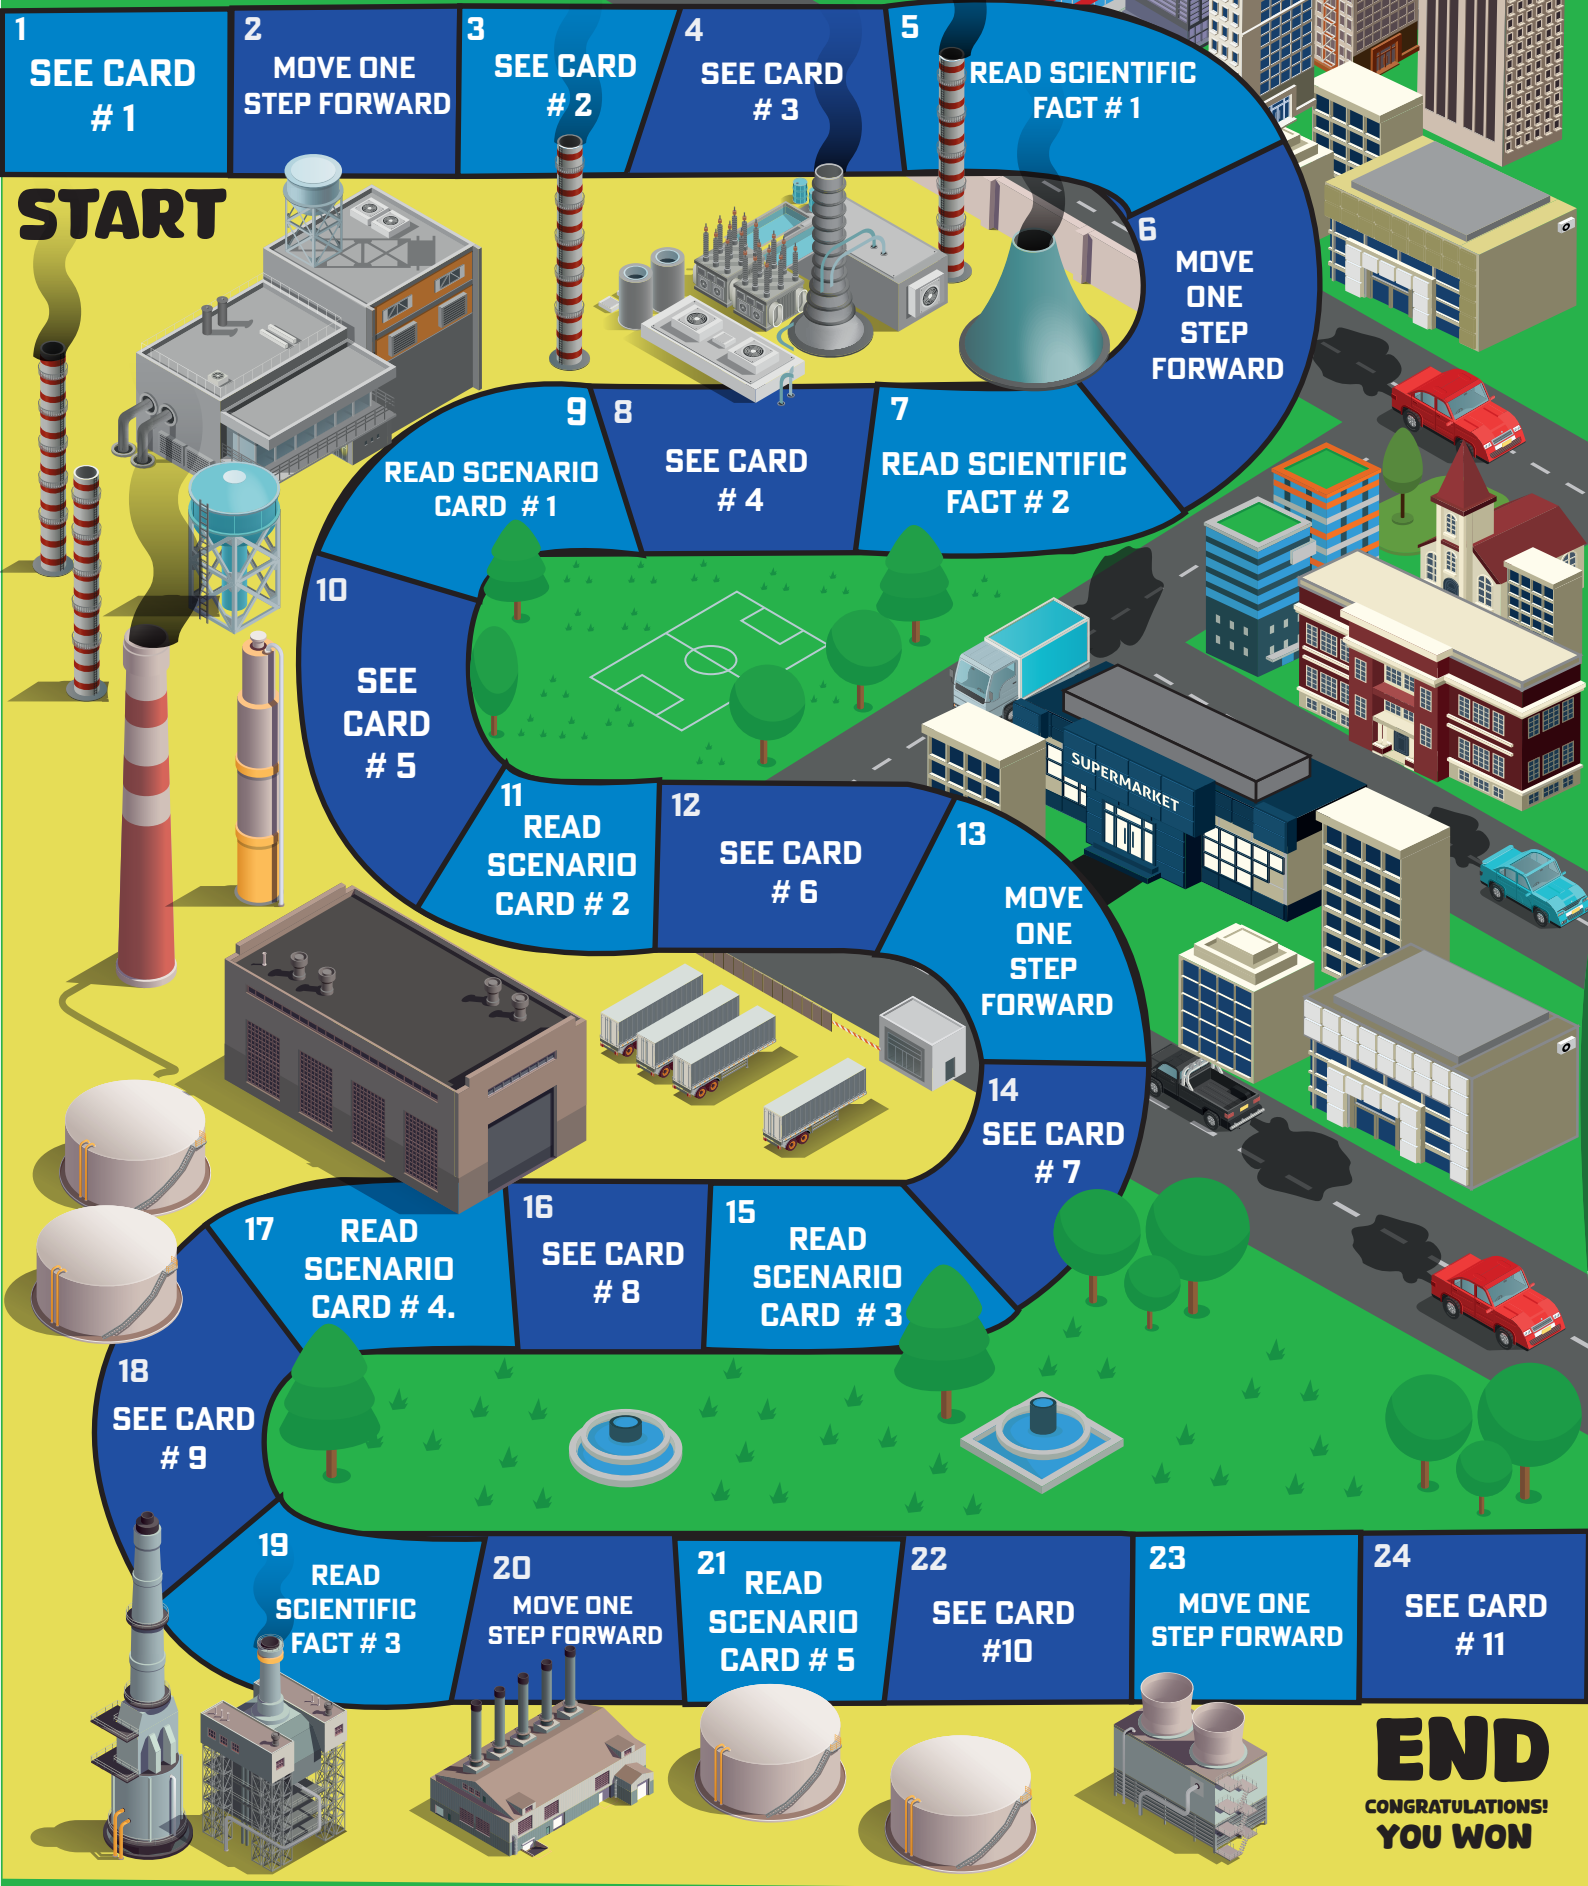 1
SEE CARD
# 1
2
MOVE ONE
STEP FORWARD
3
SEE CARD
# 2
4
SEE CARD
# 3
5
READ SCIENTIFIC
FACT # 1
START
6
MOVE
ONE
STEP
FORWARD
7
READ SCIENTIFIC
FACT # 2
8
SEE CARD
# 4
9
READ SCENARIO
CARD # 1
10
SEE
CARD
# 5
11
READ
SCENARIO
CARD # 2
12
SEE CARD
# 6
SUPERMARKET
13
MOVE
ONE
STEP
FORWARD
14
SEE CARD
# 7
15
READ
SCENARIO
CARD # 3
16
SEE CARD
# 8
17
READ
SCENARIO
CARD # 4.
18
SEE CARD
# 9
19
READ
SCIENTIFIC
FACT # 3
20
MOVE ONE
STEP FORWARD
21
READ
SCENARIO
CARD # 5
22
SEE CARD
#10
23
MOVE ONE
STEP FORWARD
24
SEE CARD
# 11
END
CONGRATULATIONS!
YOU WON